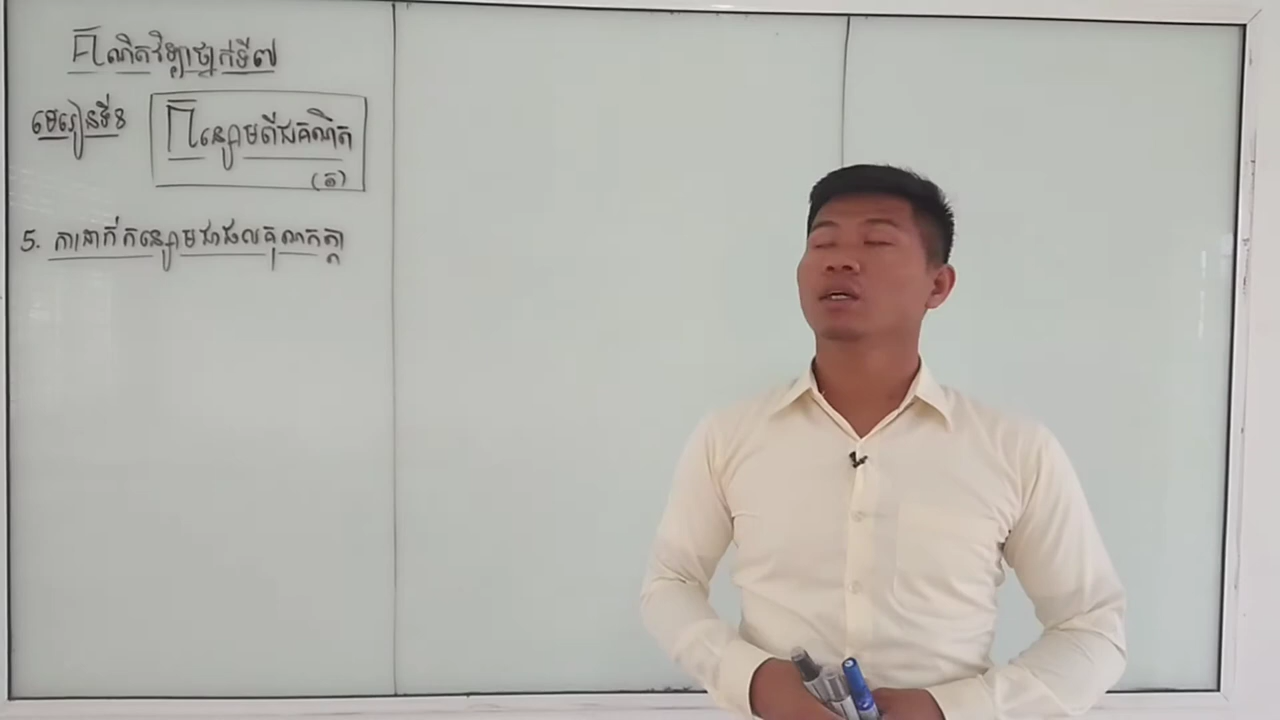 គណិតវិទ្យាថ្នាក់ទី៧
មេរៀនទី៖
កន្សោមពីជគណិត
(ត)
5. ការដាក់កន្សោមជាផលគុណកត្តា